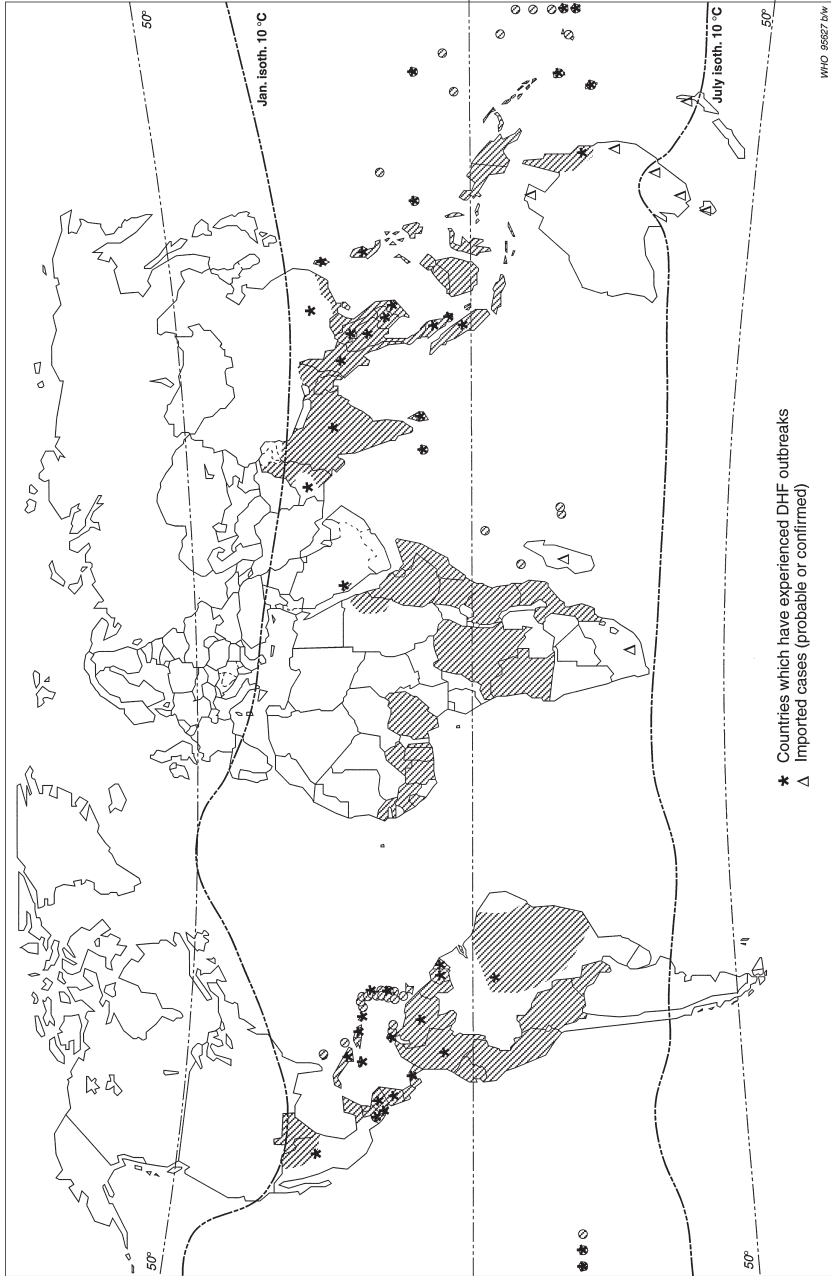 50°
50°
Jan. isoth. 10 °C
July isoth. 10 °C
50°
50°
* Countries which have experienced DHF outbreaks
Δ Imported cases (probable or confirmed)
WHO 95627 b/w